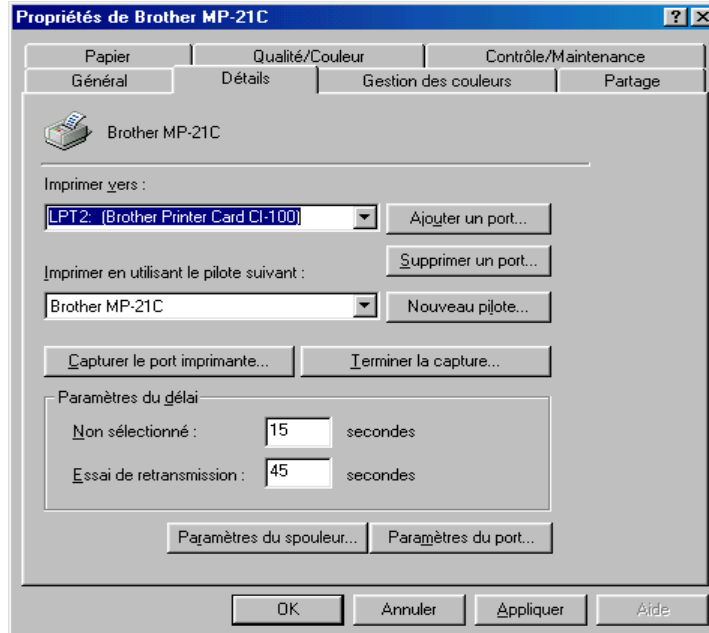 Propriétés de Brother MP-21C
Papier Qualité/Couleur Contrôle/Maintenance
Général Détails Gestion des couleurs Partage
Brother MP-21C
Imprimer vers :
LPT2: (Brother Printer Card CI-100) Ajouter un port...
Supprimer un port...
Imprimer en utilisant le pilote suivant :
Brother MP-21C Nouveau pilote...
Capturer le port imprimante... Terminer la capture...
Paramètres du délai
Non sélectionné : 15 secondes
Essai de retransmission : 45 secondes
Paramètres du spouleur... Paramètres du port...
OK Annuler Appliquer Aide